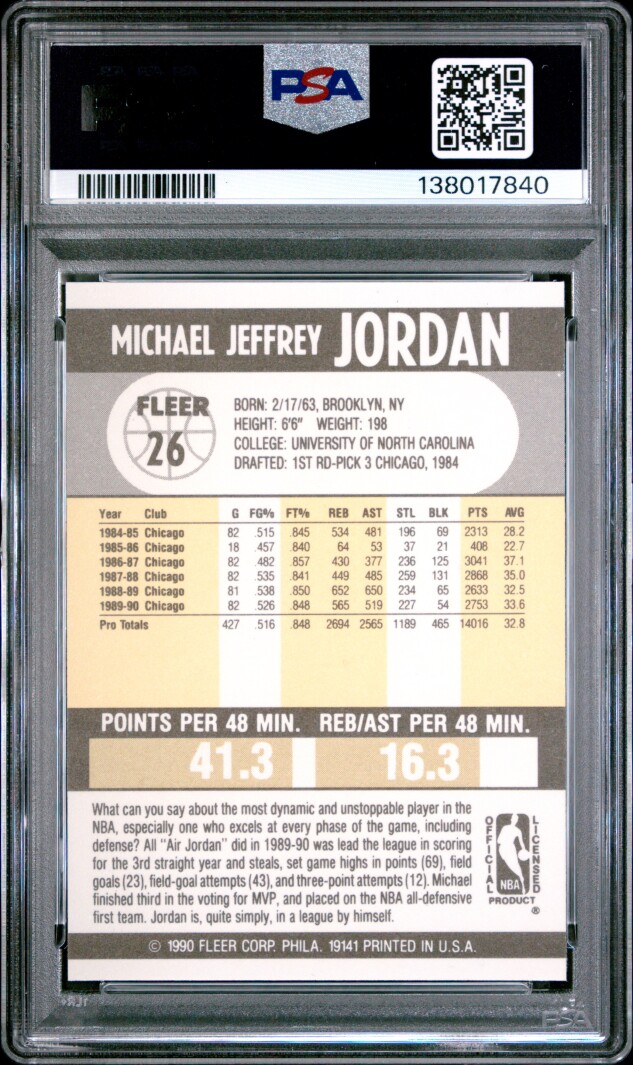 PSA
138017840
MICHAEL JEFFREY JORDAN
FLEER
26
BORN: 2/17/63, BROOKLYN, NY
HEIGHT: 6'6" WEIGHT: 198
COLLEGE: UNIVERSITY OF NORTH CAROLINA
DRAFTED: 1ST RD-PICK 3 CHICAGO, 1984
Year Club G FG% FT% REB AST STL BLK PTS AVG
1984-85 Chicago 82 .515 .845 534 481 196 69 2313 28.2
1985-86 Chicago 18 .457 .840 64 53 37 21 408 22.7
1986-87 Chicago 82 .482 .857 430 377 236 125 3041 37.1
1987-88 Chicago 82 .535 .841 449 485 259 131 2868 35.0
1988-89 Chicago 81 .538 .850 652 650 234 65 2633 32.5
1989-90 Chicago 82 .526 .848 565 519 227 54 2753 33.6
Pro Totals 427 .516 .848 2694 2565 1189 465 14016 32.8
POINTS PER 48 MIN. REB/AST PER 48 MIN.
41.3 16.3
What can you say about the most dynamic and unstoppable player in the
NBA, especially one who excels at every phase of the game, including
defense? All "Air Jordan" did in 1989-90 was lead the league in scoring
for the 3rd straight year and steals, set game highs in points (69), field
goals (23), field-goal attempts (43), and three-point attempts (12). Michael
finished third in the voting for MVP, and placed on the NBA all-defensive
first team. Jordan is, quite simply, in a league by himself.
OFFICIAL
NBA
LICENSED
PRODUCT
®
© 1990 FLEER CORP. PHILA. 19141 PRINTED IN U.S.A.
PSA